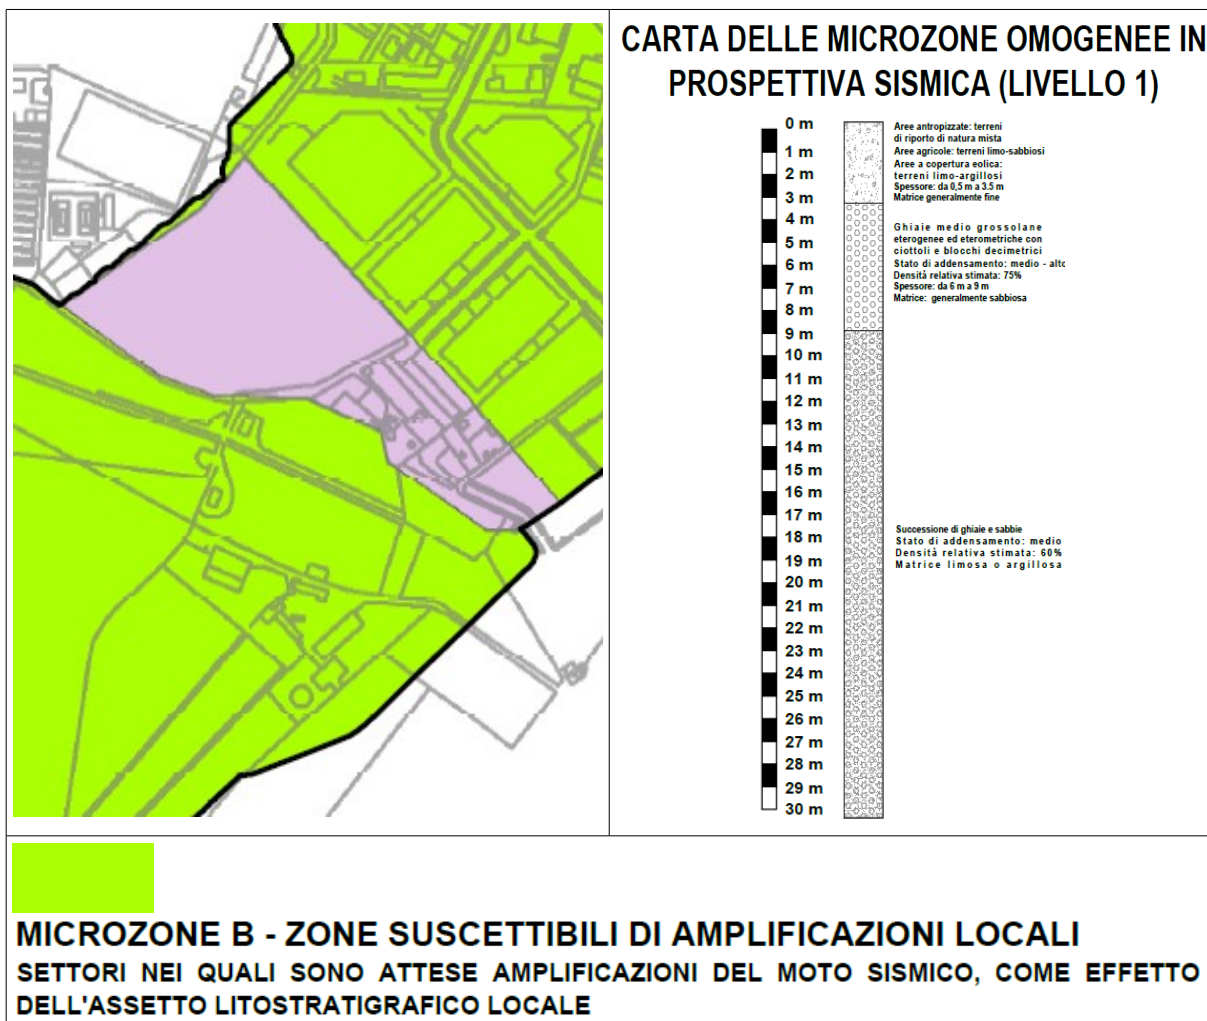 CARTA DELLE MICROZONE OMOGENEE IN
PROSPETTIVA SISMICA (LIVELLO 1)
0 m
1 m
2 m
3 m
4 m
5 m
6 m
7 m
8 m
9 m
10 m
11 m
12 m
13 m
14 m
15 m
16 m
17 m
18 m
19 m
20 m
21 m
22 m
23 m
24 m
25 m
26 m
27 m
28 m
29 m
30 m
Aree antropizzate: terreni
di riporto di natura mista
Aree agricole: terreni limo-sabbiosi
Aree a copertura eolica:
terreni limo-argillosi
Spessore: da 0,5 m a 3.5 m
Matrice generalmente fine
Ghiaie medio grossolane
eterogenee ed eterometriche con
ciottoli e blocchi decimetrici
Stato di addensamento: medio - alto
Densità relativa stimata: 75%
Spessore: da 6 m a 9 m
Matrice: generalmente sabbiosa
Successione di ghiaie e sabbie
Stato di addensamento: medio
Densità relativa stimata: 60%
Matrice limosa o argillosa
MICROZONE B - ZONE SUSCETTIBILI DI AMPLIFICAZIONI LOCALI
SETTORI NEI QUALI SONO ATTESE AMPLIFICAZIONI DEL MOTO SISMICO, COME EFFETTO
DELL'ASSETTO LITOSTRATIGRAFICO LOCALE